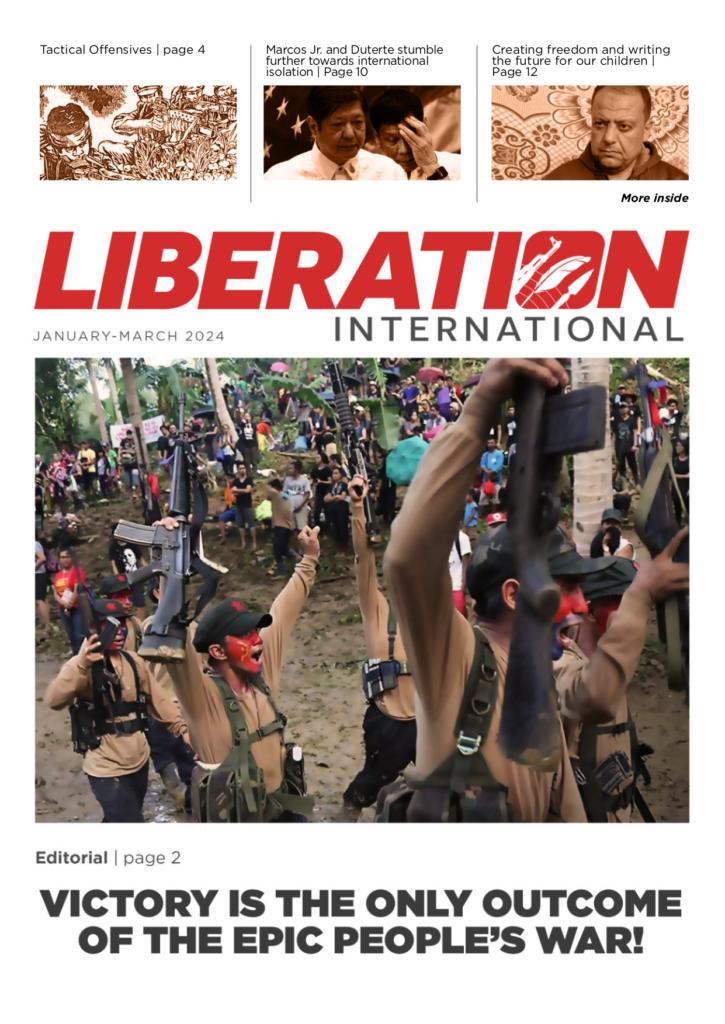 Tactical Offensives | page 4
Marcos Jr. and Duterte stumble
further towards international
isolation | Page 10
Creating freedom and writing
the future for our children |
Page 12
More inside
LIBERATION
INTERNATIONAL
JANUARY-MARCH 2024
Editorial | page 2
VICTORY IS THE ONLY OUTCOME
OF THE EPIC PEOPLE'S WAR!